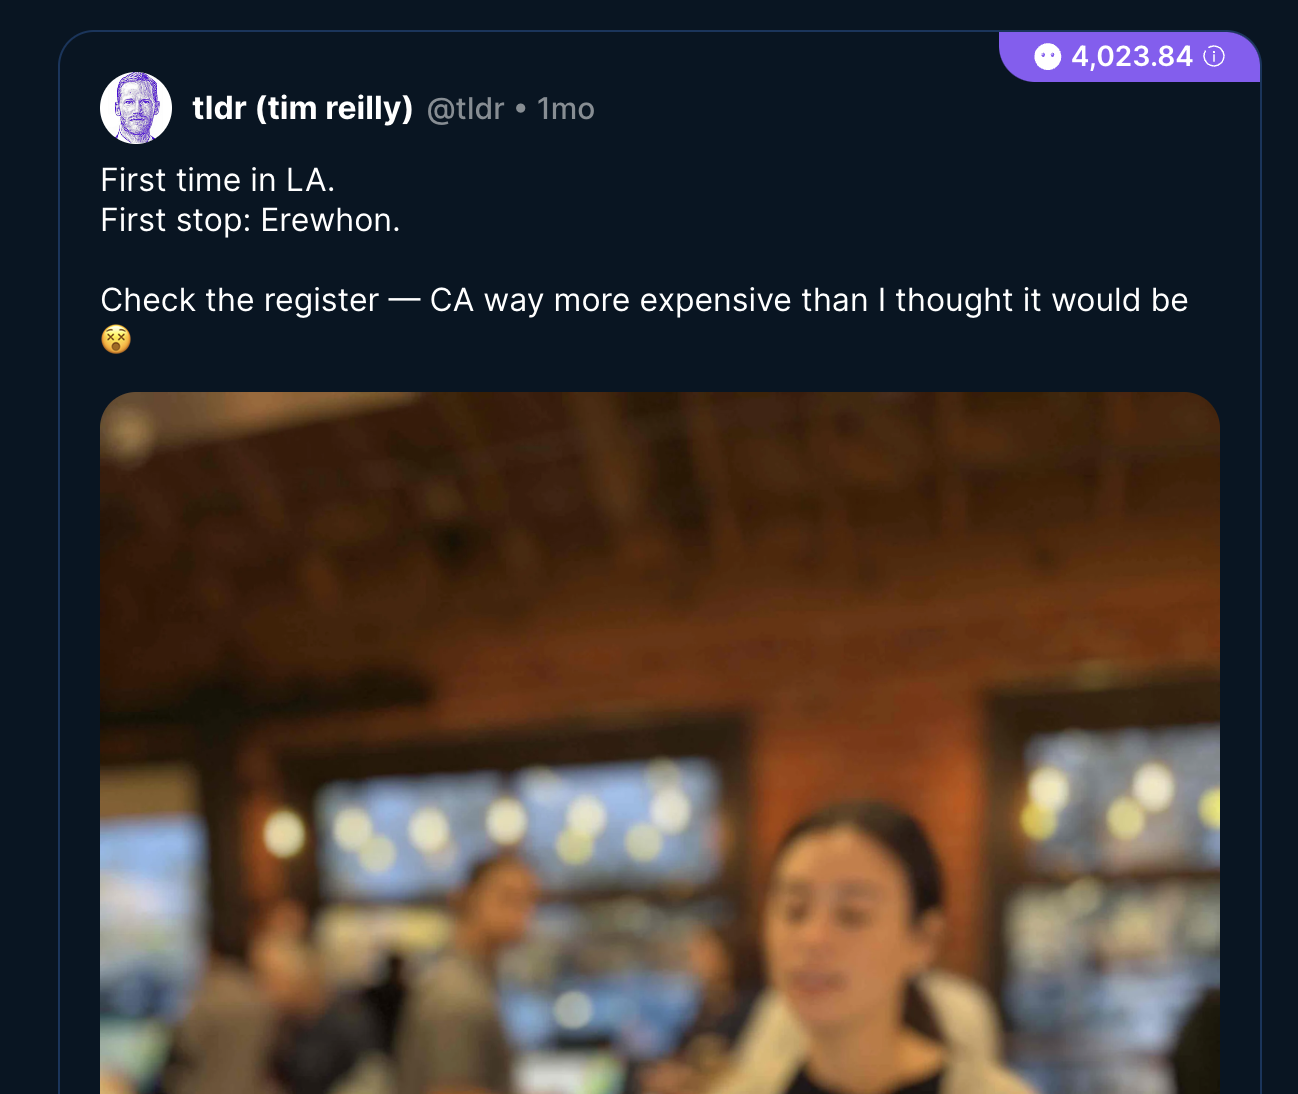 4,023.84
tldr (tim reilly) @tldr • 1mo
First time in LA.
First stop: Erewhon.
Check the register — CA way more expensive than I thought it would be
😵